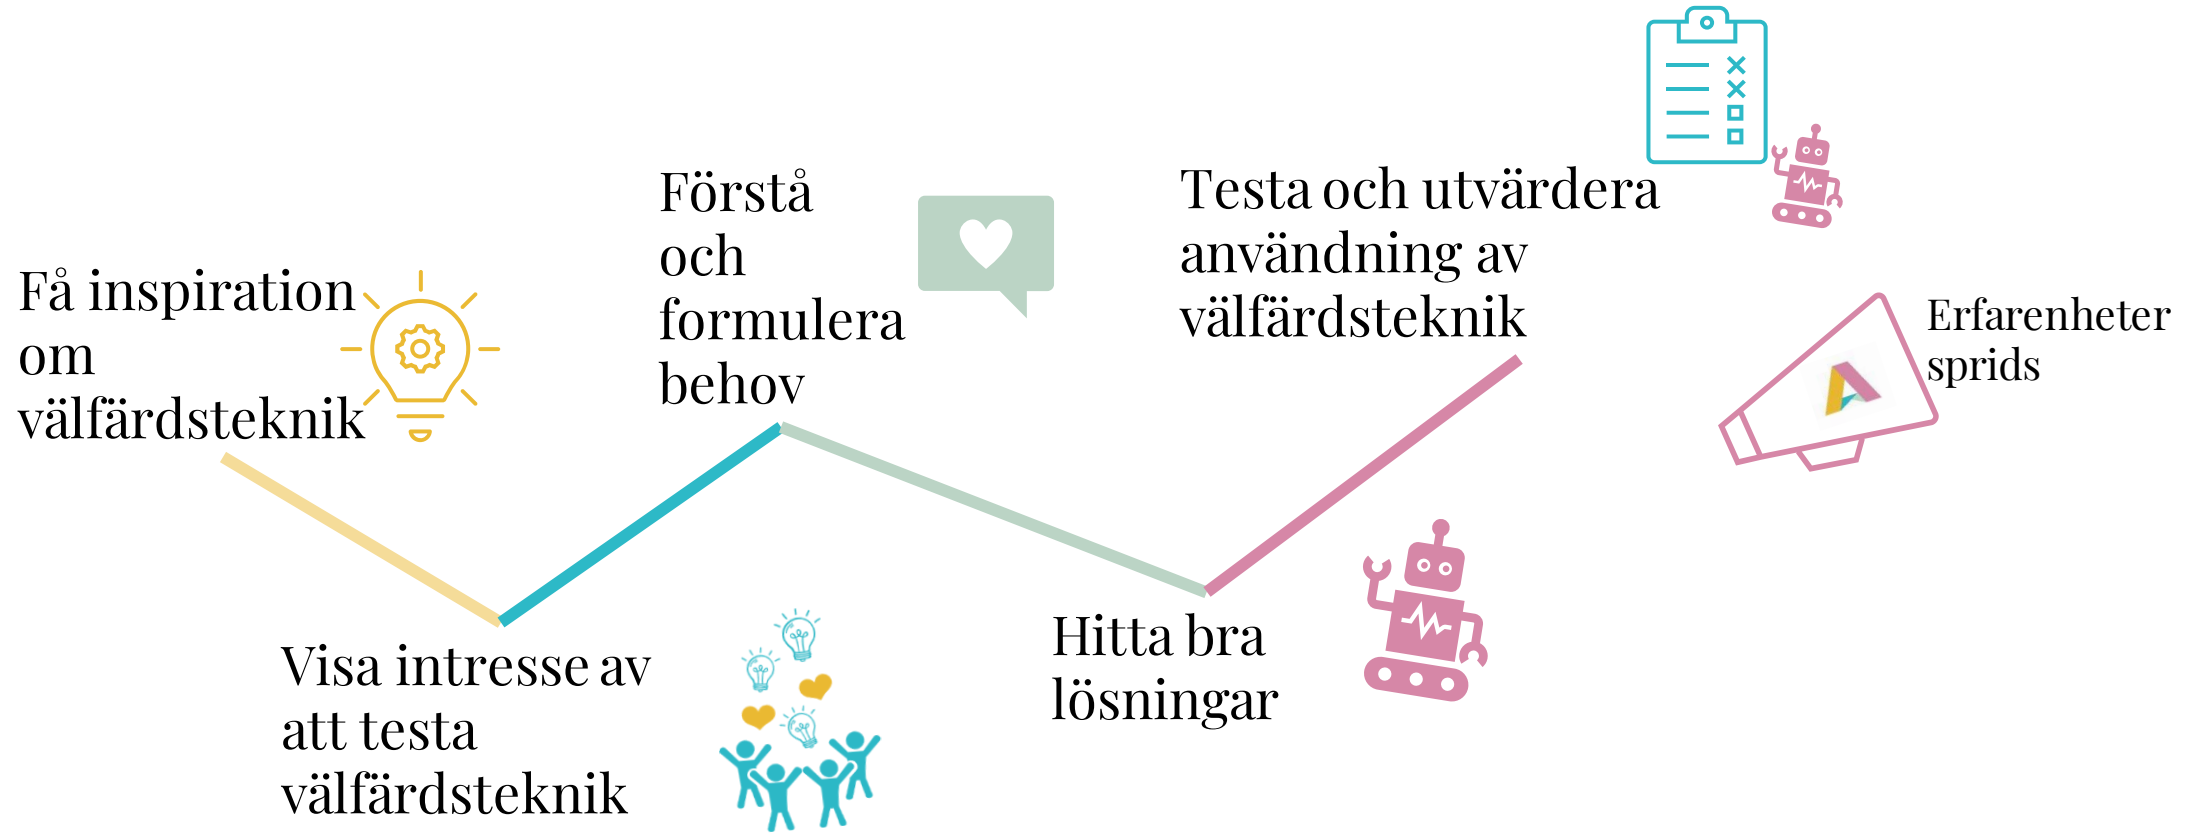 Få inspiration
om
välfärdsteknik
Visa intresse av
att testa
välfärdsteknik
Förstå
och
formulera
behov
Hitta bra
lösningar
Testa och utvärdera
användning av
välfärdsteknik
Erfarenheter
sprids